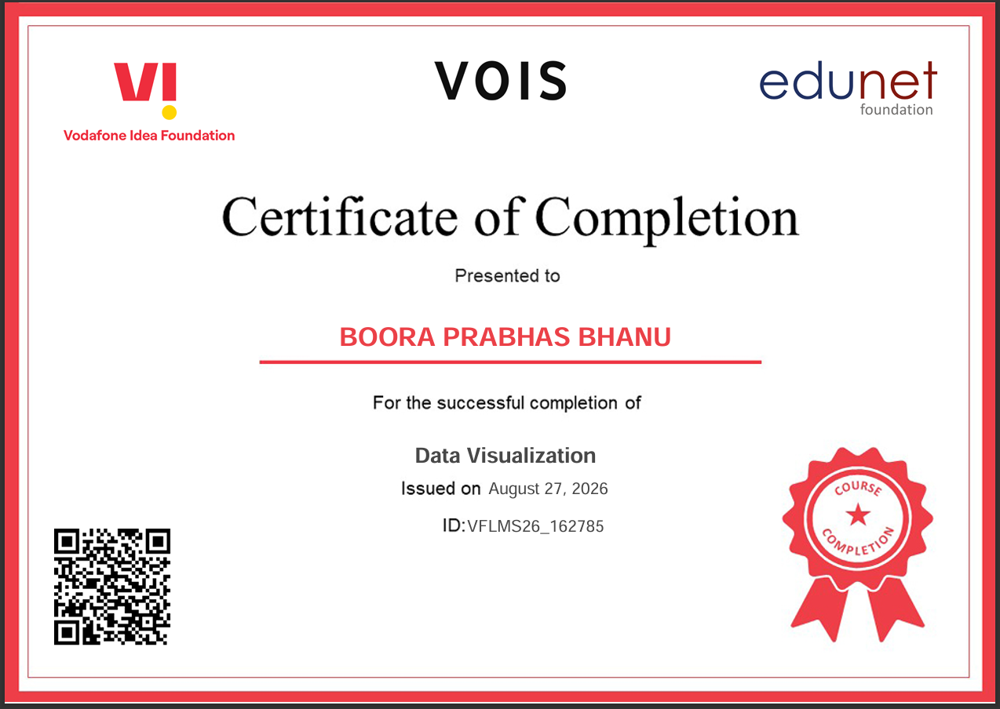 VI
Vodafone Idea Foundation
VOIS
edunet
foundation
Certificate of Completion
Presented to
BOORA PRABHAS BHANU
For the successful completion of
Data Visualization
Issued on August 27, 2026
ID:VFLMS26_162785
COURSE
COMPLETION